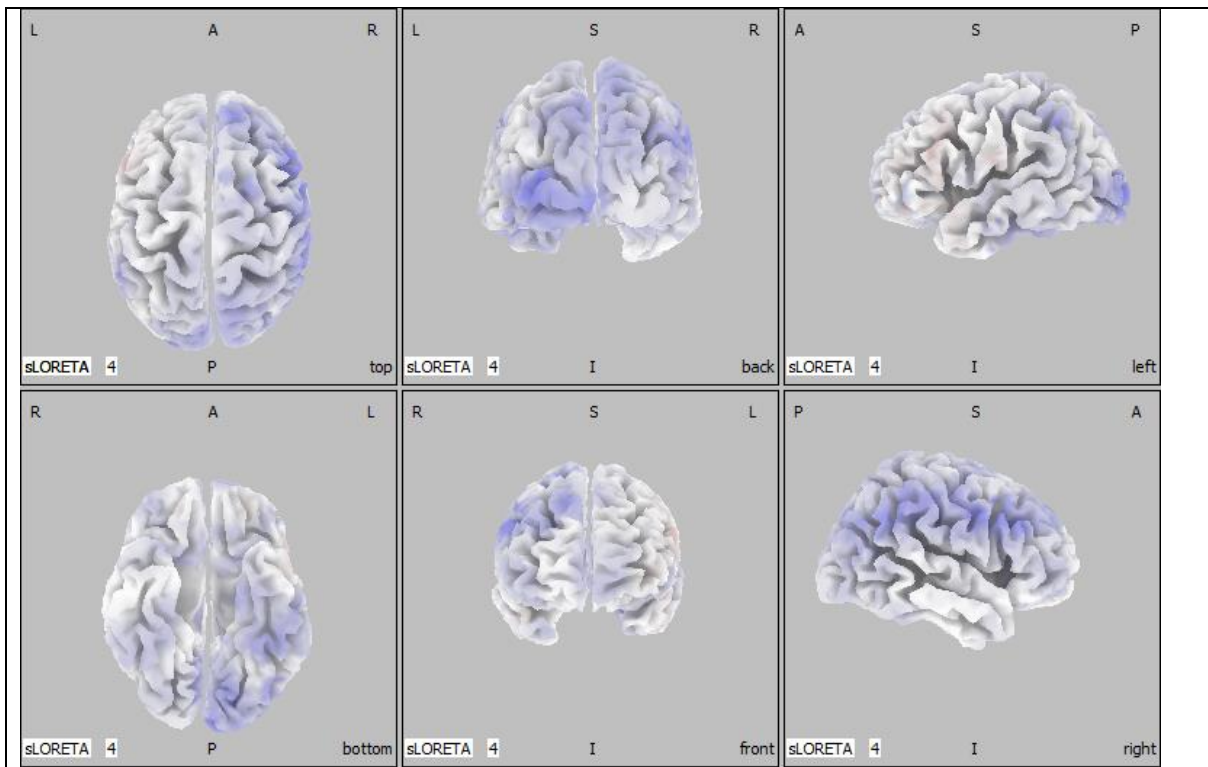 L A R
sLORETA 4 P top
L S R
sLORETA 4 I back
A S P
sLORETA 4 I left
R A L
sLORETA 4 P bottom
R S L
sLORETA 4 I front
P S A
sLORETA 4 I right